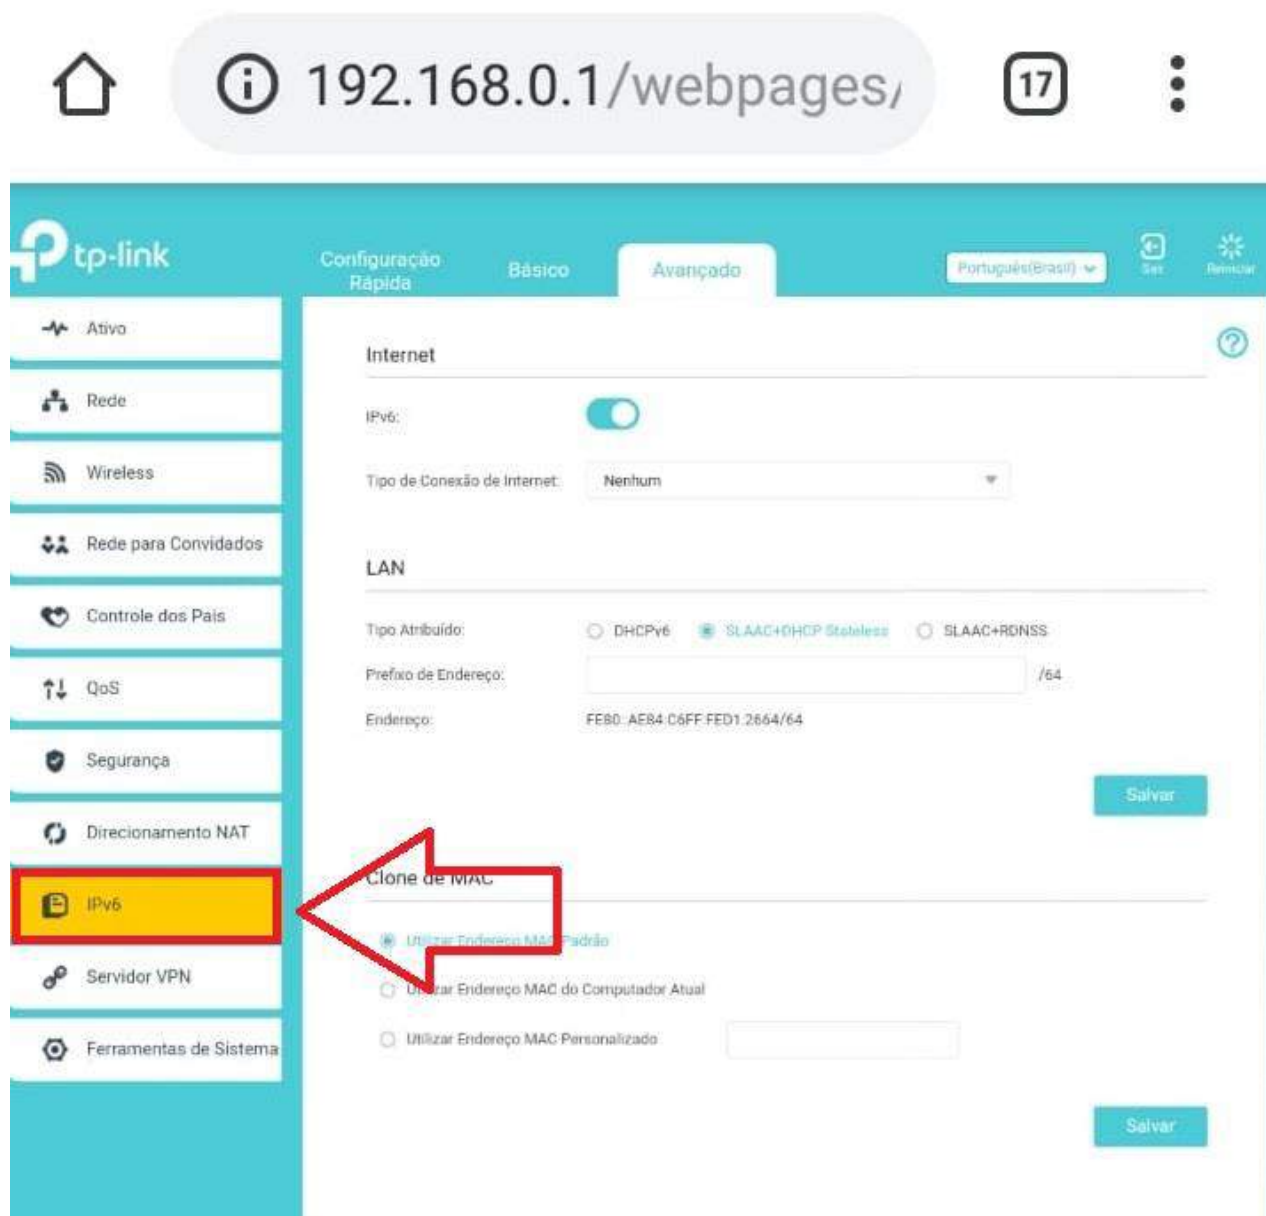 192.168.0.1/webpages/
17
tp-link
Configuração
Rápida
Básico
Avançado
Português(Brasil)
Sair
Reiniciar
Ativo
Rede
Wireless
Rede para Convidados
Controle dos Pais
QoS
Segurança
Direcionamento NAT
IPv6
Servidor VPN
Ferramentas de Sistema
Internet
IPv6:
Tipo de Conexão de Internet:
Nenhum
LAN
Tipo Atribuído:
DHCPv6
SLAAC+DHCP Stateless
SLAAC+RDNSS
Prefixo de Endereço:
/64
Endereço:
FE80::AE84:C6FF:FED1:2664/64
Salvar
Clone de MAC
Utilizar Endereço MAC Padrão
Utilizar Endereço MAC do Computador Atual
Utilizar Endereço MAC Personalizado
Salvar